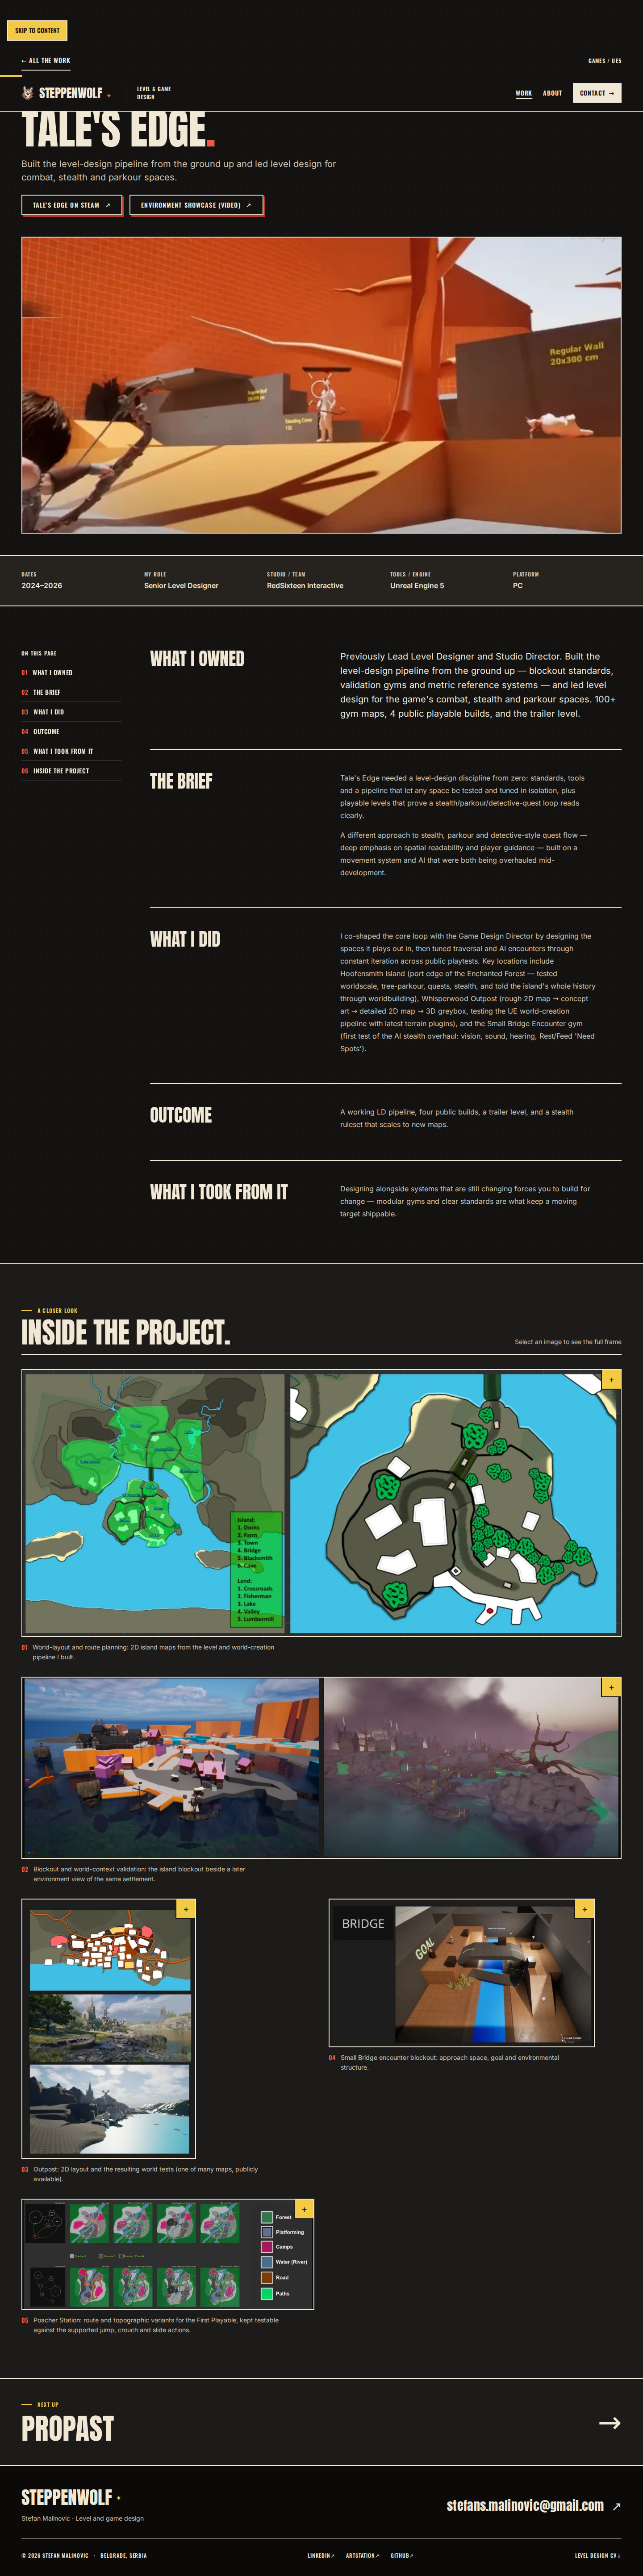 SKIP TO CONTENT
← ALL THE WORK
GAMES / UE5
STEPPENWOLF
LEVEL & GAME
DESIGN
WORK
ABOUT
CONTACT →
TALE'S EDGE.
Built the level-design pipeline from the ground up and led level design for
combat, stealth and parkour spaces.
TALE'S EDGE ON STEAM ↗
ENVIRONMENT SHOWCASE (VIDEO) ↗
Regular Wall
20x300 cm
DATES
2024–2026
MY ROLE
Senior Level Designer
STUDIO / TEAM
RedSixteen Interactive
TOOLS / ENGINE
Unreal Engine 5
PLATFORM
PC
ON THIS PAGE
01 WHAT I OWNED
02 THE BRIEF
03 WHAT I DID
04 OUTCOME
05 WHAT I TOOK FROM IT
06 INSIDE THE PROJECT
WHAT I OWNED
Previously Lead Level Designer and Studio Director. Built the
level-design pipeline from the ground up — blockout standards,
validation gyms and metric reference systems — and led level
design for the game's combat, stealth and parkour spaces. 100+
gym maps, 4 public playable builds, and the trailer level.
THE BRIEF
Tale's Edge needed a level-design discipline from zero: standards, tools
and a pipeline that let any space be tested and tuned in isolation, plus
playable levels that prove a stealth/parkour/detective-quest loop reads
clearly.
A different approach to stealth, parkour and detective-style quest flow —
deep emphasis on spatial readability and player guidance — built on a
movement system and AI that were both being overhauled mid-
development.
WHAT I DID
I co-shaped the core loop with the Game Design Director by designing the
spaces it plays out in, then tuned traversal and AI encounters through
constant iteration across public playtests. Key locations include
Hoofensmith Island (port edge of the Enchanted Forest — tested
worldscale, tree-parkour, quests, stealth, and told the island's whole history
through worldbuilding), Whisperwood Outpost (rough 2D map → concept
art → detailed 2D map → 3D greybox, testing the UE world-creation
pipeline with latest terrain plugins), and the Small Bridge Encounter gym
(first test of the AI stealth overhaul: vision, sound, hearing, Rest/Feed 'Need
Spots').
OUTCOME
A working LD pipeline, four public builds, a trailer level, and a stealth
ruleset that scales to new maps.
WHAT I TOOK FROM IT
Designing alongside systems that are still changing forces you to build for
change — modular gyms and clear standards are what keep a moving
target shippable.
A CLOSER LOOK
INSIDE THE PROJECT.
Select an image to see the full frame
Island:
1. Docks
2. Farm
3. Town
4. Bridge
5. Blacksmith
6. Cave
Land:
1. Crossroads
2. Fisherman
3. Lake
4. Valley
5. Lumbermill
+
01 World-layout and route planning: 2D island maps from the level and world-creation
pipeline I built.
+
02 Blockout and world-context validation: the island blockout beside a later
environment view of the same settlement.
+
03 Outpost: 2D layout and the resulting world tests (one of many maps, publicly
available).
BRIDGE
GOAL
+
04 Small Bridge encounter blockout: approach space, goal and environmental
structure.
+
Forest
Platforming
Camps
Water (River)
Road
Paths
05 Poacher Station: route and topographic variants for the First Playable, kept testable
against the supported jump, crouch and slide actions.
NEXT UP
PROPAST
→
STEPPENWOLF
Stefan Malinovic · Level and game design
stefans.malinovic@gmail.com ↗
© 2026 STEFAN MALINOVIC · BELGRADE, SERBIA
LINKEDIN↗
ARTSTATION↗
GITHUB↗
LEVEL DESIGN CV↓